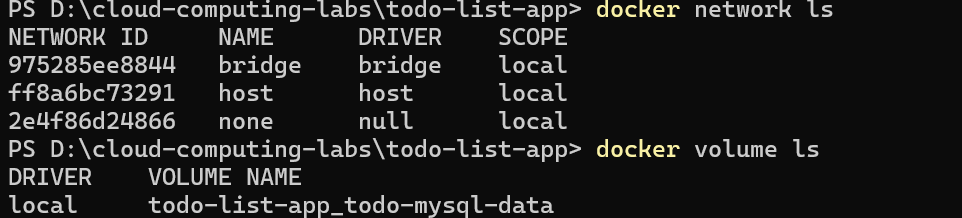 PS D:\cloud-computing-labs\todo-list-app> docker network ls
NETWORK ID     NAME      DRIVER    SCOPE
975285ee8844   bridge    bridge    local
ff8a6bc73291   host      host      local
2e4f86d24866   none      null      local
PS D:\cloud-computing-labs\todo-list-app> docker volume ls
DRIVER    VOLUME NAME
local     todo-list-app_todo-mysql-data